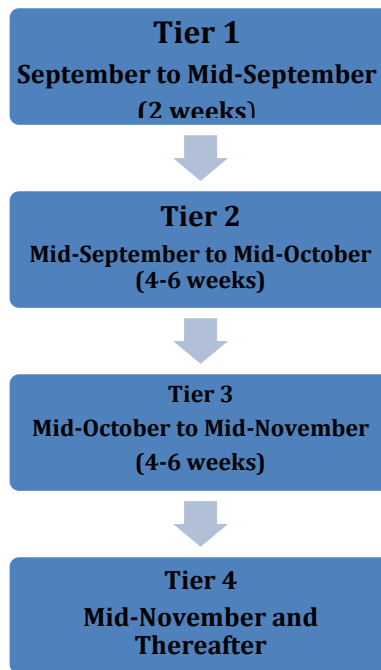 Tier 1
September to Mid-September
(2 weeks)
Tier 2
Mid-September to Mid-October
(4-6 weeks)
Tier 3
Mid-October to Mid-November
(4-6 weeks)
Tier 4
Mid-November and
Thereafter